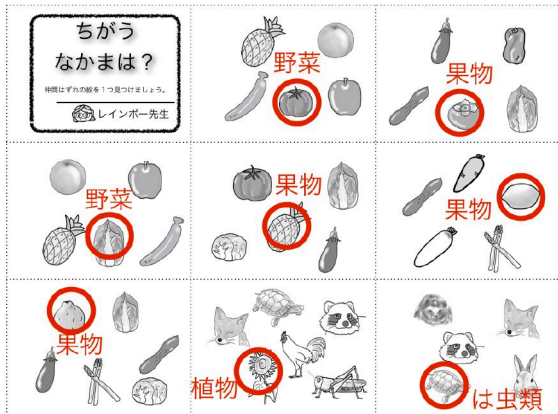 ちがう
なかまは？
仲間はずれの絵を１つ見つけましょう。
レインボー先生
野菜
果物
野菜
果物
果物
果物
植物
は虫類